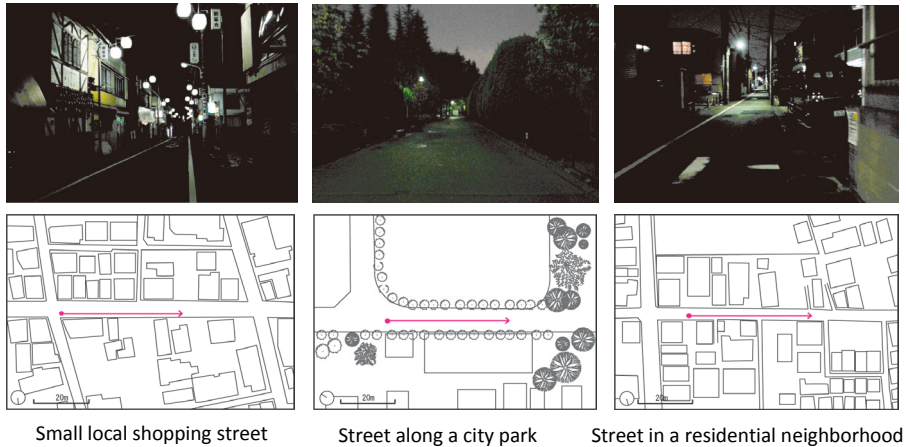 20m
20m
20m
Small local shopping street
Street along a city park
Street in a residential neighborhood